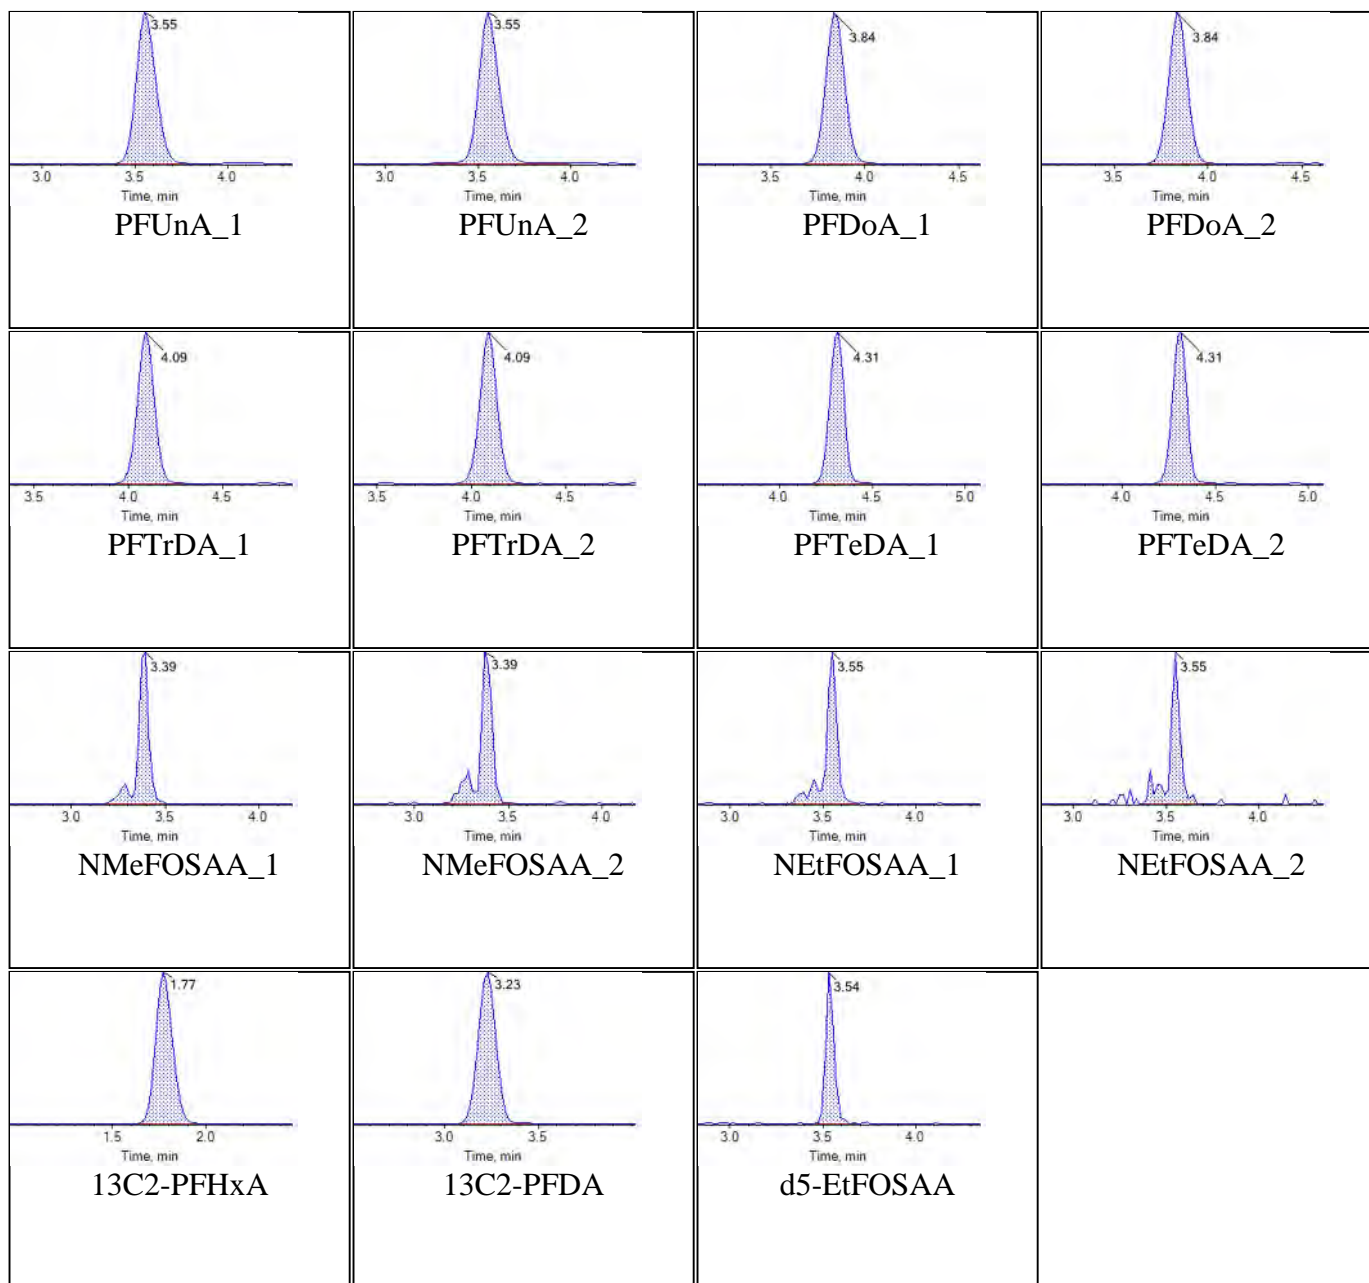 3.55
3.0 3.5 4.0
Time, min
PFUnA_1
3.55
3.0 3.5 4.0
Time, min
PFUnA_2
3.84
3.5 4.0 4.5
Time, min
PFDoA_1
3.84
3.5 4.0 4.5
Time, min
PFDoA_2
4.09
3.5 4.0 4.5
Time, min
PFTrDA_1
4.09
3.5 4.0 4.5
Time, min
PFTrDA_2
4.31
4.0 4.5 5.0
Time, min
PFTeDA_1
4.31
4.0 4.5 5.0
Time, min
PFTeDA_2
3.39
3.0 3.5 4.0
Time, min
NMeFOSAA_1
3.39
3.0 3.5 4.0
Time, min
NMeFOSAA_2
3.55
3.0 3.5 4.0
Time, min
NEtFOSAA_1
3.55
3.0 3.5 4.0
Time, min
NEtFOSAA_2
1.77
1.5 2.0
Time, min
13C2-PFHxA
3.23
3.0 3.5
Time, min
13C2-PFDA
3.54
3.0 3.5 4.0
Time, min
d5-EtFOSAA